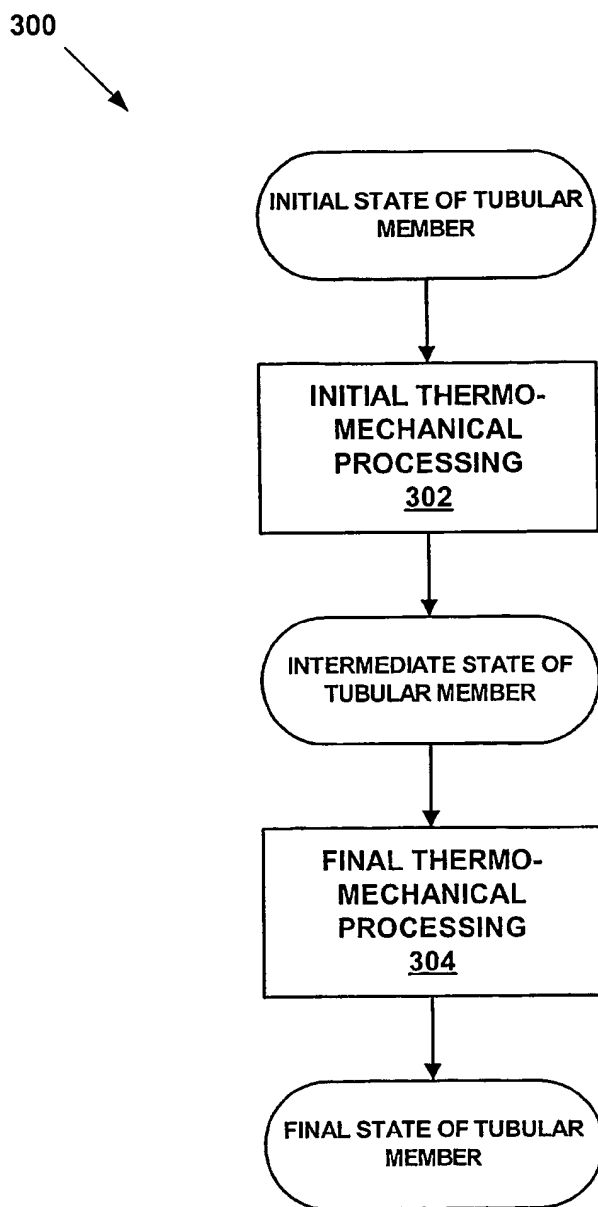 300
INITIAL STATE OF TUBULAR
MEMBER
INITIAL THERMO-
MECHANICAL
PROCESSING
302
INTERMEDIATE STATE OF
TUBULAR MEMBER
FINAL THERMO-
MECHANICAL
PROCESSING
304
FINAL STATE OF TUBULAR
MEMBER